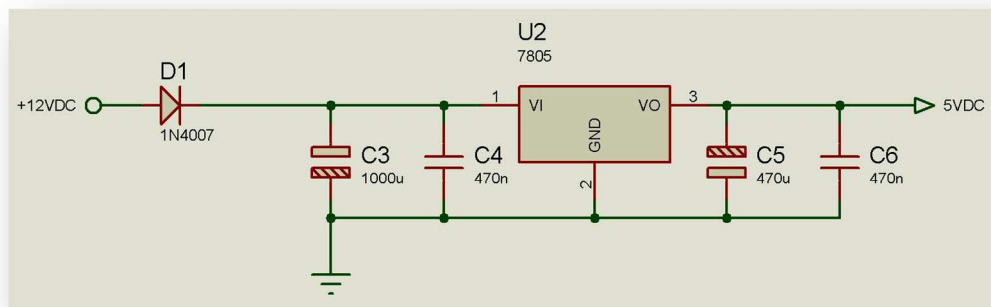 U2
7805
D1
+12VDC
1N4007
1
VI
VO
3
5VDC
GND
2
C3
1000u
C4
470n
C5
470u
C6
470n